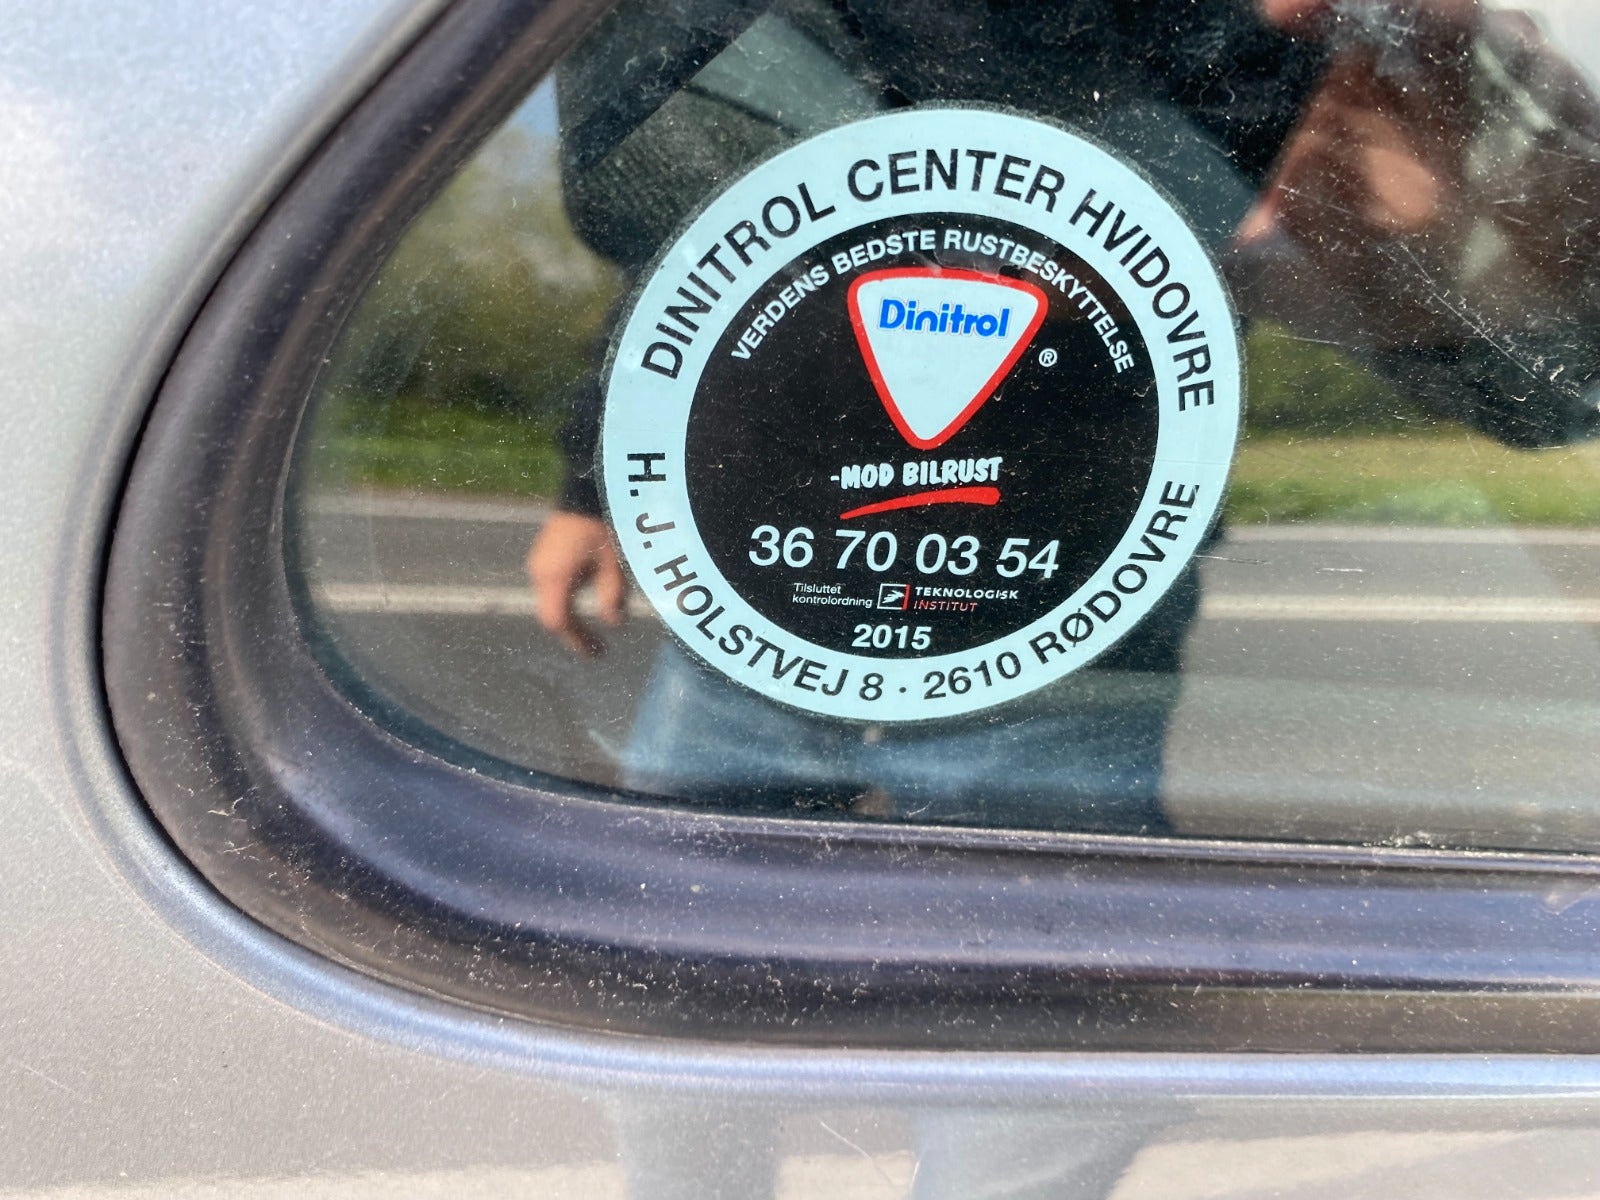 DINITROL CENTER HVIDOVRE
VERDENS BEDSTE RUSTBESKYTTELSE
Dinitrol
®
-MOD BILRUST
36 70 03 54
Tilsluttet
kontrolordning
TEKNOLOGISK
INSTITUT
2015
H. J. HOLSTVEJ 8 · 2610 RØDOVRE